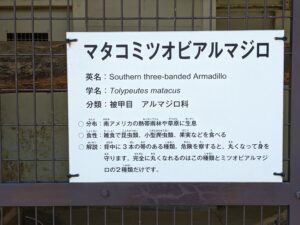 マタコミツオビアルマジロ
英名：Southern three-banded Armadillo
学名：Tolypeutes matacus
分類：被甲目　アルマジロ科
○ 分布：南アメリカの熱帯雨林や草原に生息
○ 食性：雑食で昆虫類、小型爬虫類、果実などを食べる
○ 解説：背中に３本の帯のある種類。危険を察すると、丸くなって身を
守ります。完全に丸くなれるのはこの種類とミツオビアルマジ
ロの２種類だけです。